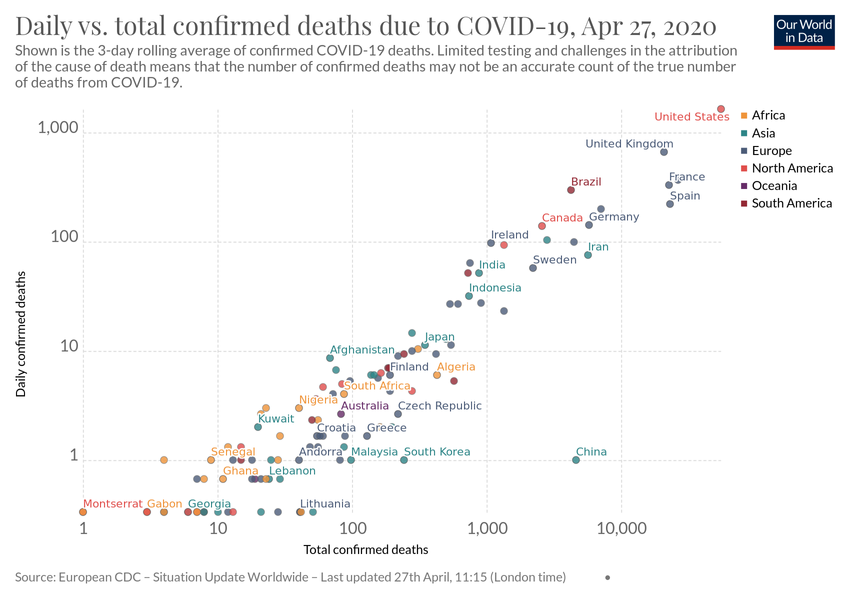 Daily vs. total confirmed deaths due to COVID-19, Apr 27, 2020
Our World
in Data
Shown is the 3-day rolling average of confirmed COVID-19 deaths. Limited testing and challenges in the attribution
of the cause of death means that the number of confirmed deaths may not be an accurate count of the true number
of deaths from COVID-19.
United States
Africa
Asia
Europe
North America
Oceania
South America
1,000
United Kingdom
France
Brazil
Spain
Canada
Germany
Ireland
100
Iran
Sweden
India
Indonesia
Japan
Afghanistan
10
Finland
Algeria
South Africa
Nigeria
Australia
Czech Republic
Kuwait
Croatia
Greece
Senegal
Andorra
Malaysia
South Korea
China
1
Ghana
Lebanon
Montserrat
Gabon
Georgia
Lithuania
1
10
100
1,000
10,000
Daily confirmed deaths
Total confirmed deaths
Source: European CDC – Situation Update Worldwide – Last updated 27th April, 11:15 (London time)
•